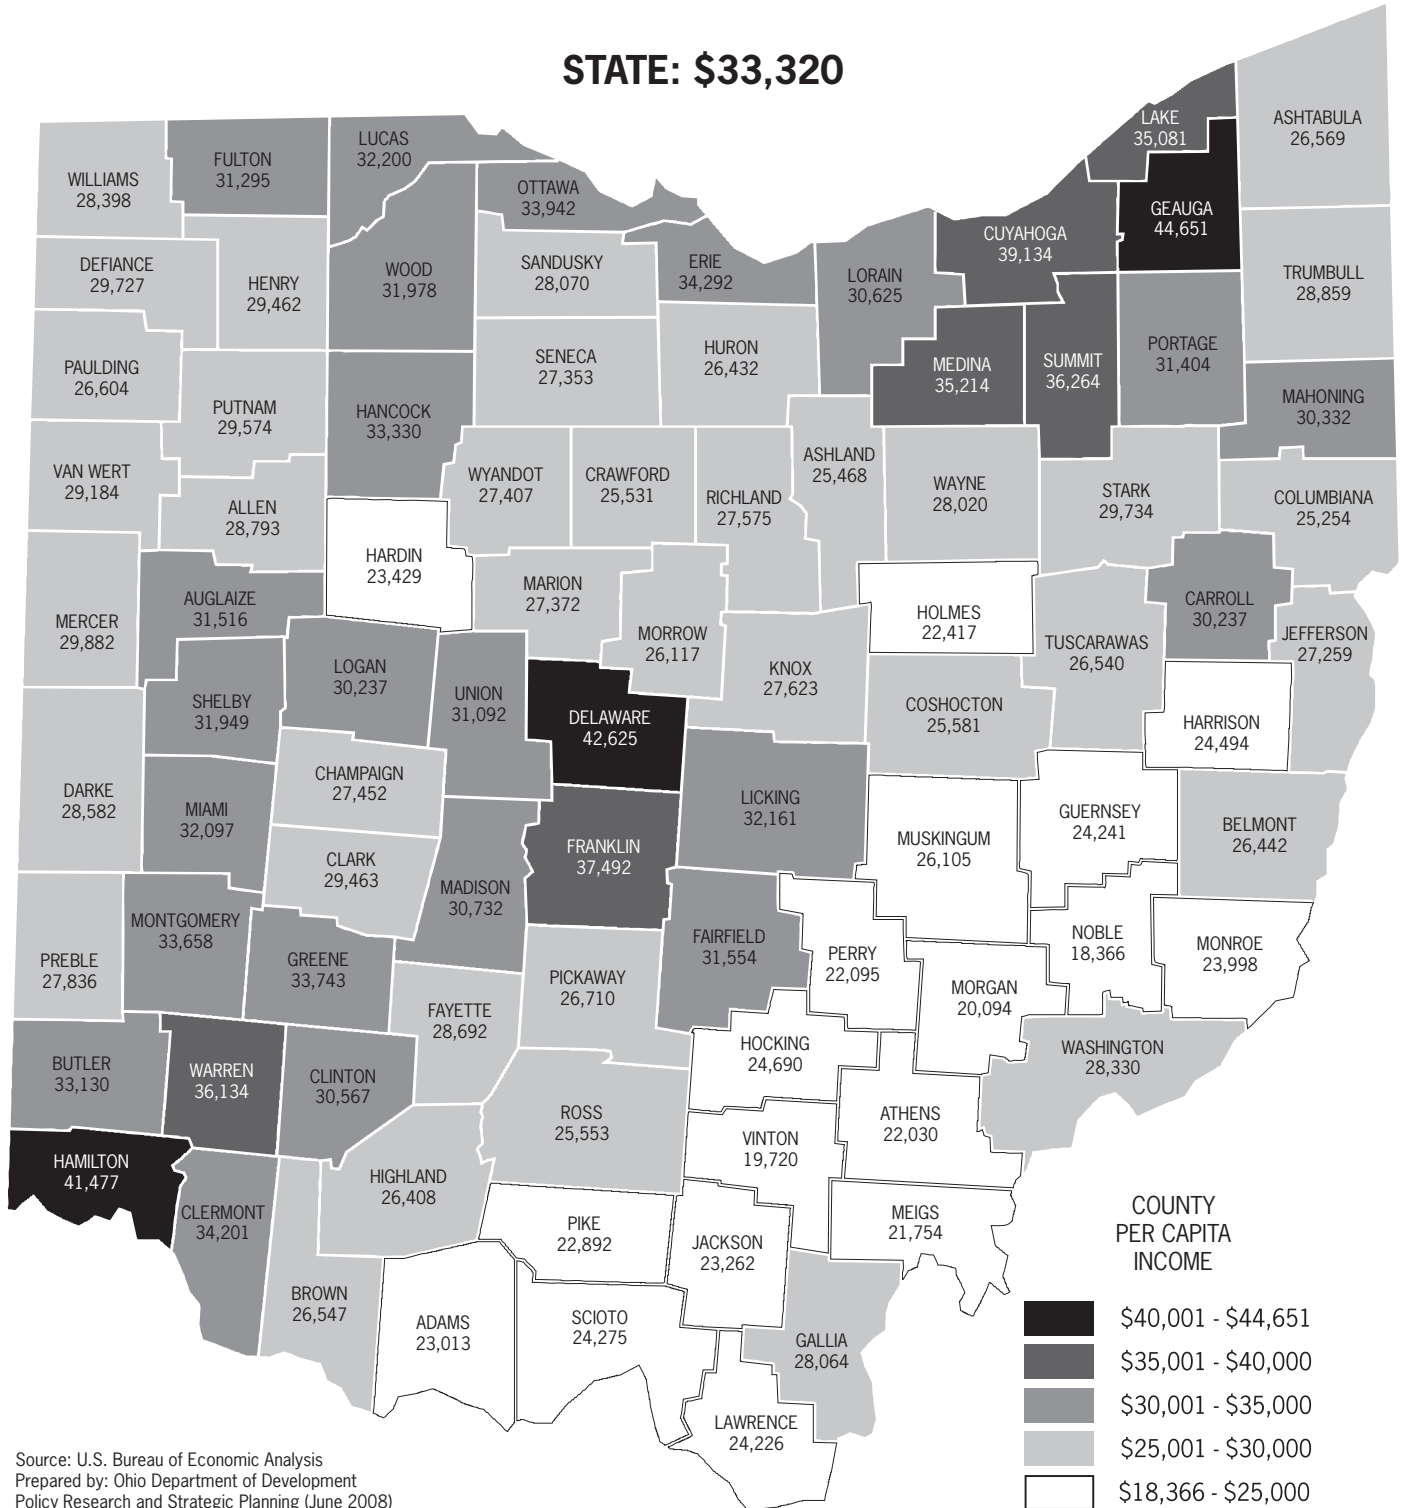 STATE: $33,320
LAKE
35,081
ASHTABULA
26,569
LUCAS
32,200
FULTON
31,295
WILLIAMS
28,398
OTTAWA
33,942
GEAUGA
44,651
CUYAHOGA
39,134
DEFIANCE
29,727
HENRY
29,462
WOOD
31,978
SANDUSKY
28,070
ERIE
34,292
LORAIN
30,625
TRUMBULL
28,859
PAULDING
26,604
PUTNAM
29,574
HANCOCK
33,330
SENECA
27,353
HURON
26,432
MEDINA
35,214
SUMMIT
36,264
PORTAGE
31,404
MAHONING
30,332
VAN WERT
29,184
ALLEN
28,793
WYANDOT
27,407
CRAWFORD
25,531
RICHLAND
27,575
ASHLAND
25,468
WAYNE
28,020
STARK
29,734
COLUMBIANA
25,254
HARDIN
23,429
MERCER
29,882
AUGLAIZE
31,516
MARION
27,372
MORROW
26,117
HOLMES
22,417
TUSCARAWAS
26,540
CARROLL
30,237
JEFFERSON
27,259
SHELBY
31,949
LOGAN
30,237
UNION
31,092
DELAWARE
42,625
KNOX
27,623
COSHOCTON
25,581
HARRISON
24,494
DARKE
28,582
MIAMI
32,097
CHAMPAIGN
27,452
CLARK
29,463
FRANKLIN
37,492
LICKING
32,161
MUSKINGUM
26,105
GUERNSEY
24,241
BELMONT
26,442
MADISON
30,732
MONTGOMERY
33,658
PREBLE
27,836
GREENE
33,743
FAYETTE
28,692
PICKAWAY
26,710
FAIRFIELD
31,554
PERRY
22,095
MORGAN
20,094
NOBLE
18,366
MONROE
23,998
BUTLER
33,130
WARREN
36,134
CLINTON
30,567
ROSS
25,553
HOCKING
24,690
ATHENS
22,030
WASHINGTON
28,330
HAMILTON
41,477
CLERMONT
34,201
HIGHLAND
26,408
VINTON
19,720
PIKE
22,892
JACKSON
23,262
MEIGS
21,754
BROWN
26,547
ADAMS
23,013
SCIOTO
24,275
GALLIA
28,064
LAWRENCE
24,226
COUNTY
PER CAPITA
INCOME
$40,001 - $44,651
$35,001 - $40,000
$30,001 - $35,000
$25,001 - $30,000
$18,366 - $25,000
Source: U.S. Bureau of Economic Analysis
Prepared by: Ohio Department of Development
Policy Research and Strategic Planning (June 2008)